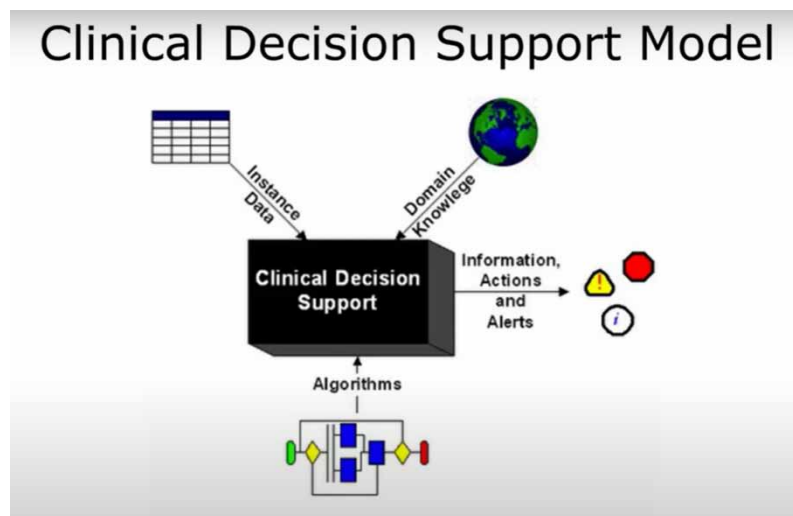 Clinical Decision Support Model
Instance
Data
Domain
Knowlege
Clinical Decision
Support
Information,
Actions
and
Alerts
Algorithms
!
i